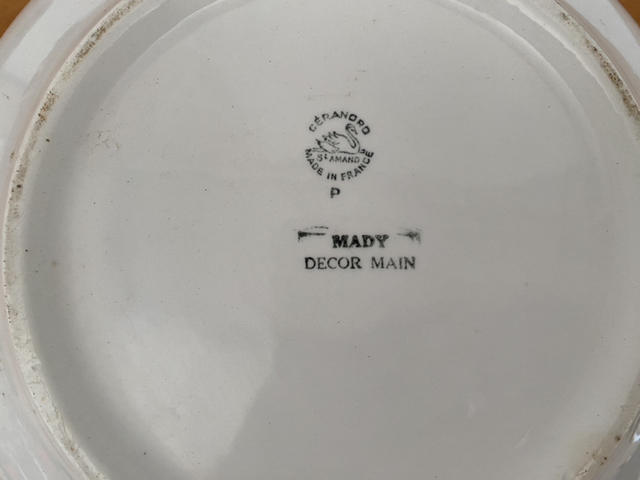 CÉRANORD
St AMAND
MADE IN FRANCE
P
MADY
DECOR MAIN